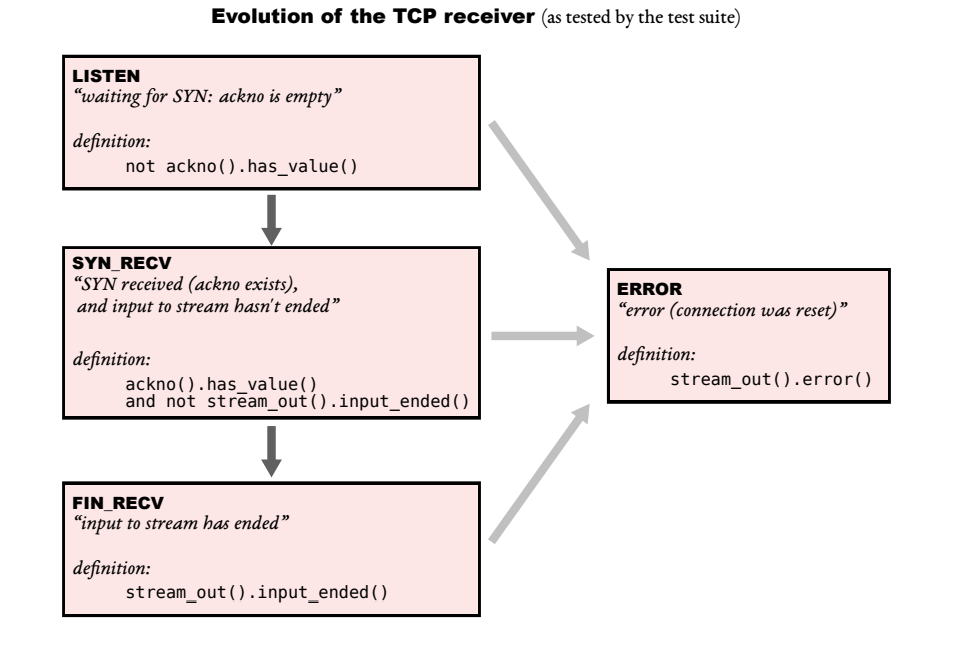 Evolution of the TCP receiver (as tested by the test suite)
LISTEN
“waiting for SYN: ackno is empty”
definition:
not ackno().has_value()
SYN_RECV
“SYN received (ackno exists),
and input to stream hasn't ended”
definition:
ackno().has_value()
and not stream_out().input_ended()
FIN_RECV
“input to stream has ended”
definition:
stream_out().input_ended()
ERROR
“error (connection was reset)”
definition:
stream_out().error()